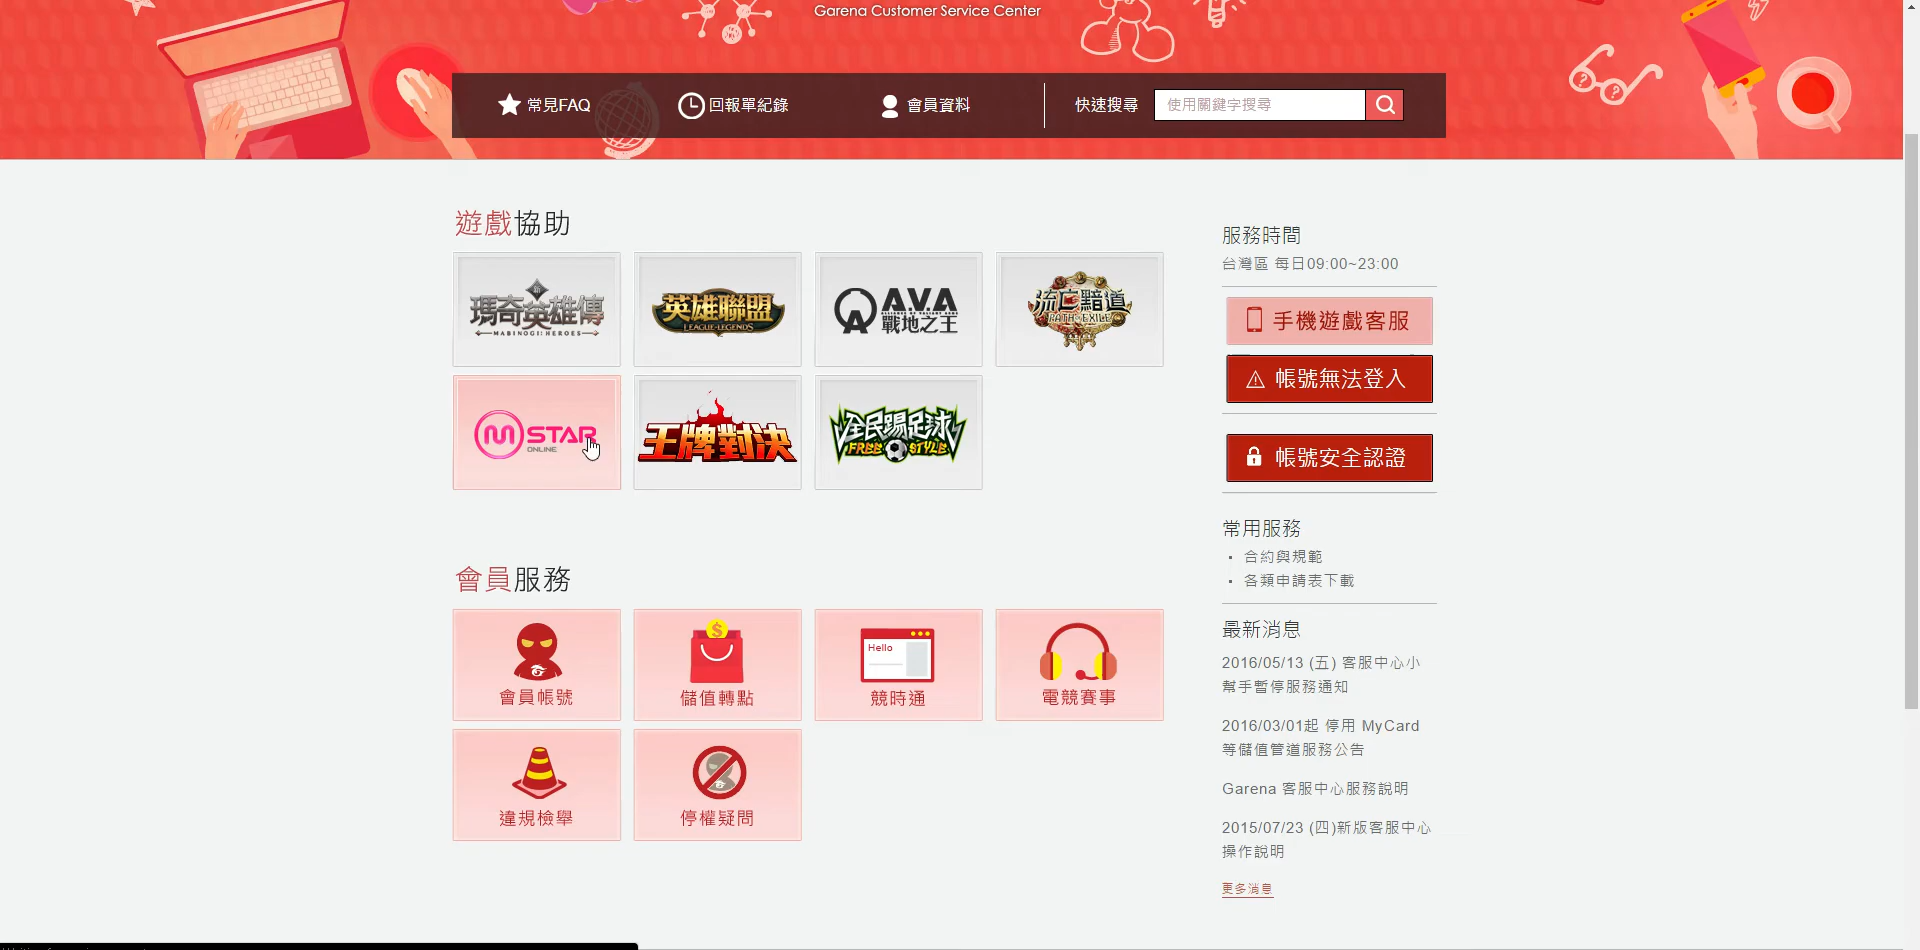 Garena Customer Service Center
常見FAQ
回報單紀錄
會員資料
快速搜尋
使用關鍵字搜尋
遊戲協助
新
瑪奇英雄傳
MABINOGI: HEROES
英雄聯盟
LEAGUE OF LEGENDS
A.V.A
戰地之王
流亡黯道
PATH OF EXILE
M STAR
ONLINE
王牌對決
全民踢足球
FREE STYLE
會員服務
會員帳號
$
儲值轉點
Hello
競時通
電競賽事
違規檢舉
停權疑問
服務時間
台灣區 每日09:00~23:00
手機遊戲客服
帳號無法登入
帳號安全認證
常用服務
• 合約與規範
• 各類申請表下載
最新消息
2016/05/13 (五) 客服中心小
幫手暫停服務通知
2016/03/01起 停用 MyCard
等儲值管道服務公告
Garena 客服中心服務說明
2015/07/23 (四)新版客服中心
操作說明
更多消息